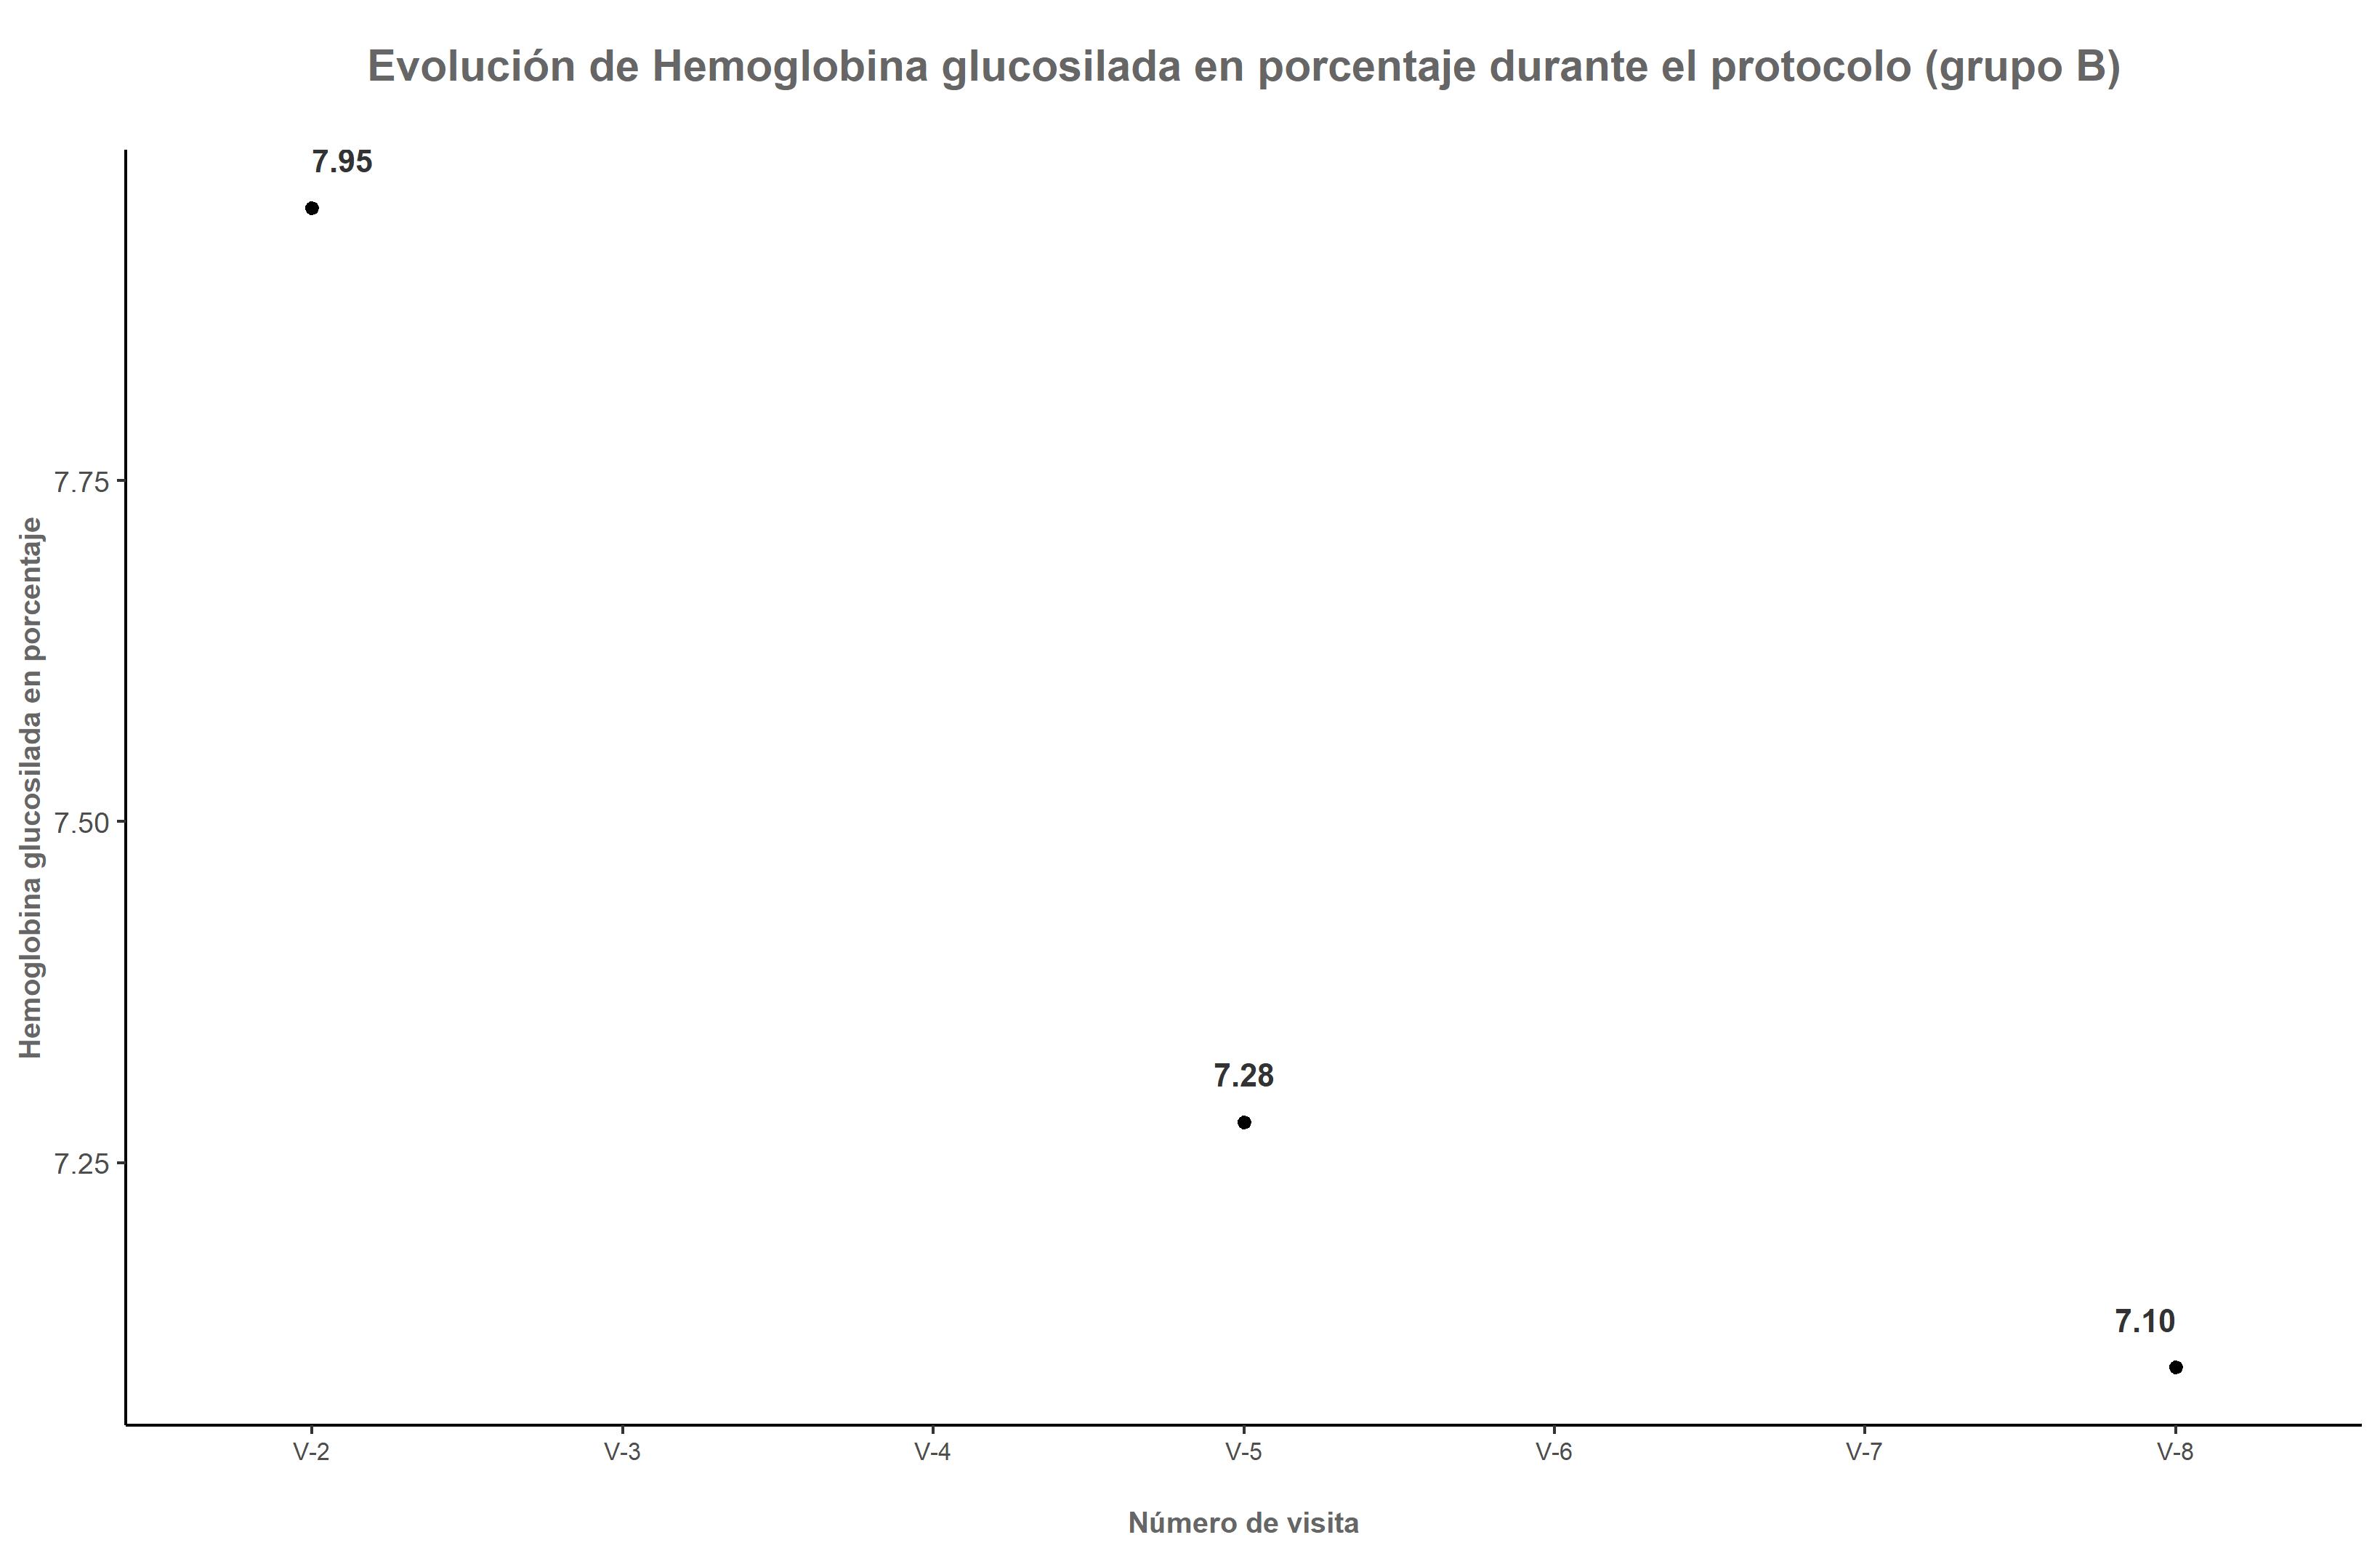 Evolución de Hemoglobina glucosilada en porcentaje durante el protocolo (grupo B)
7.95
7.75
Hemoglobina glucosilada en porcentaje
7.50
7.28
7.25
7.10
V-2 V-3 V-4 V-5 V-6 V-7 V-8
Número de visita